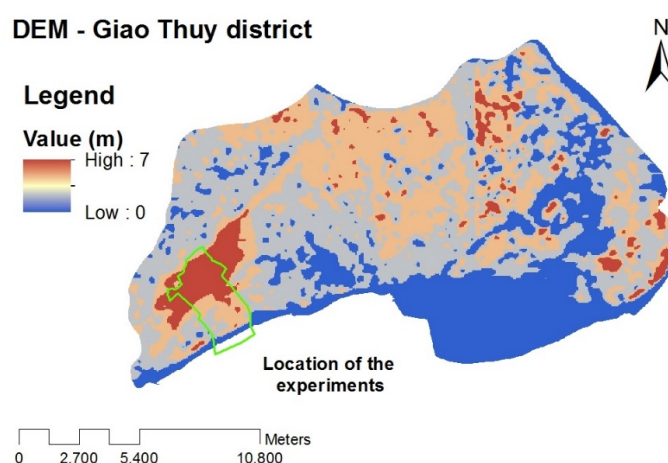 DEM - Giao Thuy district
N
Legend
Value (m)
High : 7
Low : 0
Location of the
experiments
Meters
0 2.700 5.400 10.800